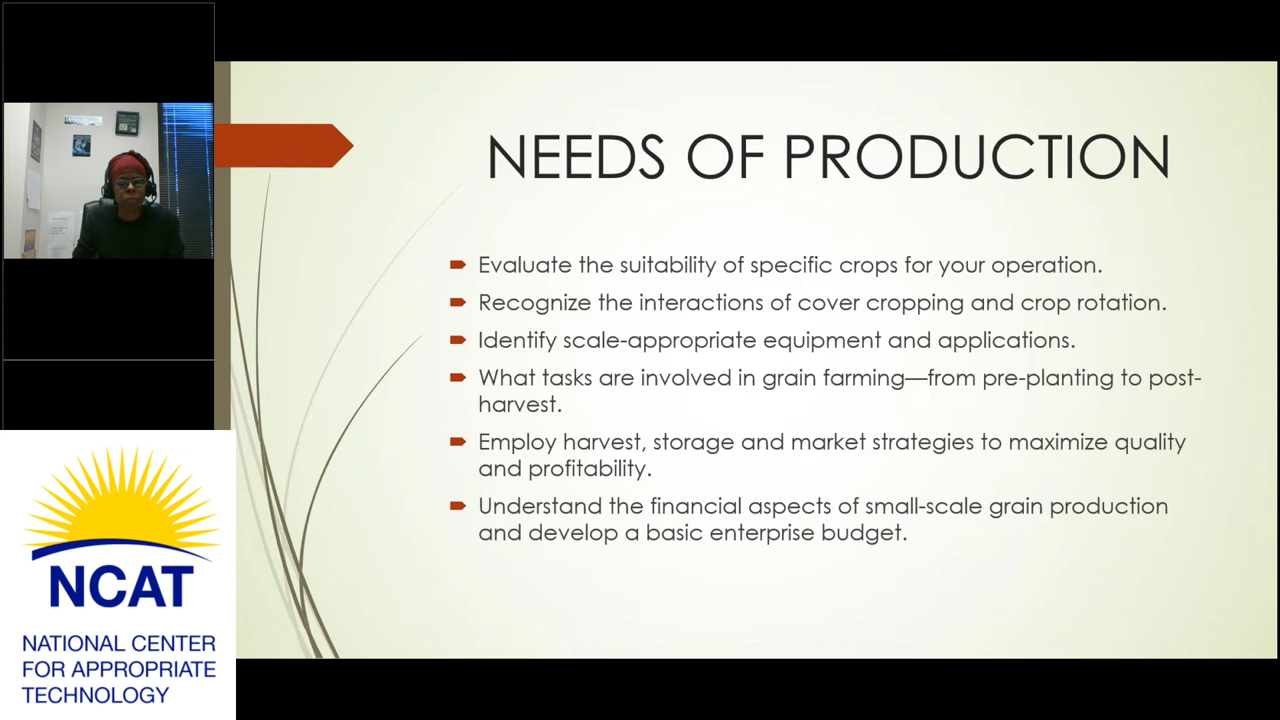 NEEDS OF PRODUCTION
Evaluate the suitability of specific crops for your operation.
Recognize the interactions of cover cropping and crop rotation.
Identify scale-appropriate equipment and applications.
What tasks are involved in grain farming—from pre-planting to post-
harvest.
Employ harvest, storage and market strategies to maximize quality
and profitability.
Understand the financial aspects of small-scale grain production
and develop a basic enterprise budget.
NCAT
NATIONAL CENTER
FOR APPROPRIATE
TECHNOLOGY